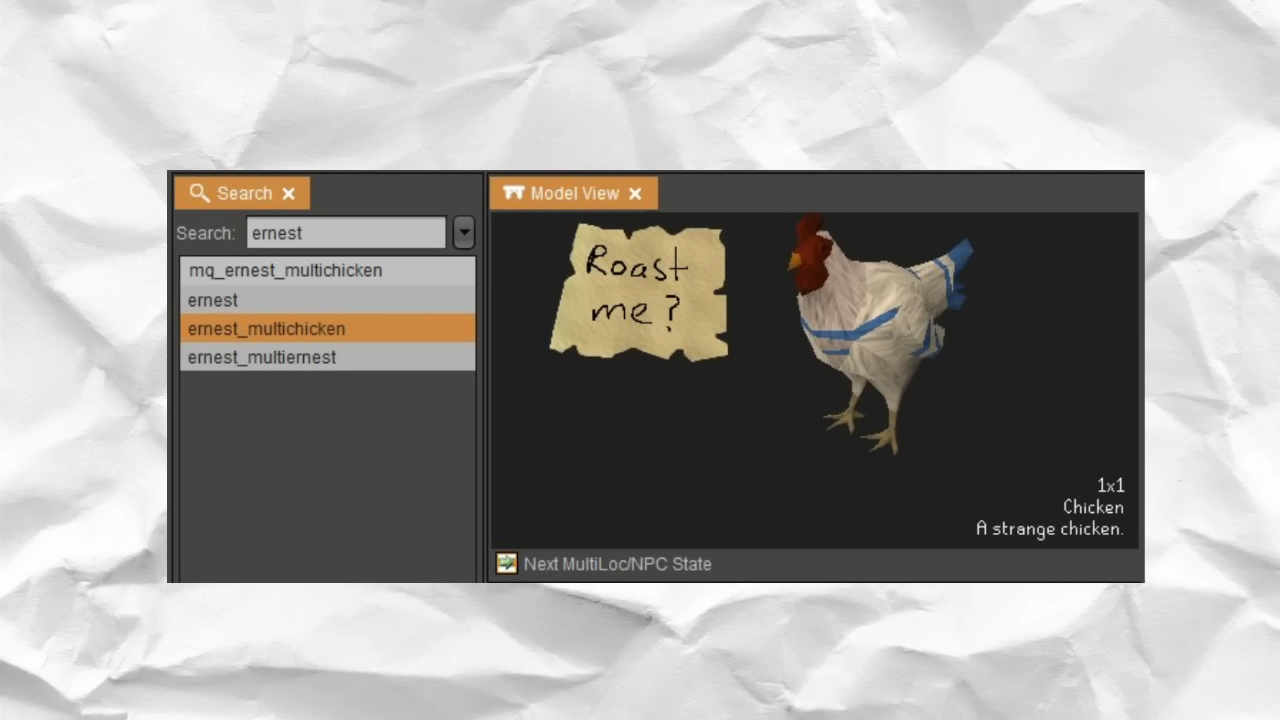 Search
Search: ernest
mq_ernest_multichicken
ernest
ernest_multichicken
ernest_multiernest
Model View
Roast
me?
1x1
Chicken
A strange chicken.
Next MultiLoc/NPC State